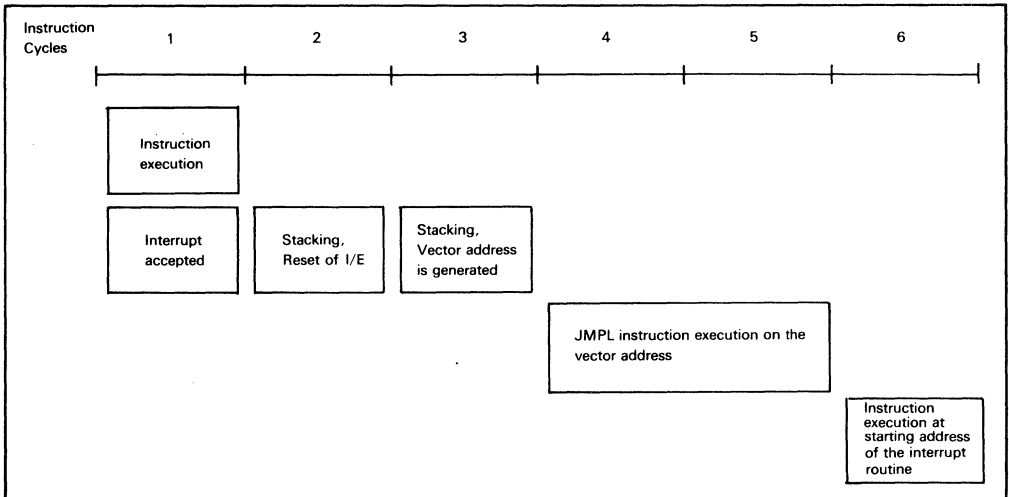 Instruction
Cycles
1
2
3
4
5
6
Instruction
execution
Interrupt
accepted
Stacking,
Reset of I/E
Stacking,
Vector address
is generated
JMPL instruction execution on the
vector address
Instruction
execution at
starting address
of the interrupt
routine